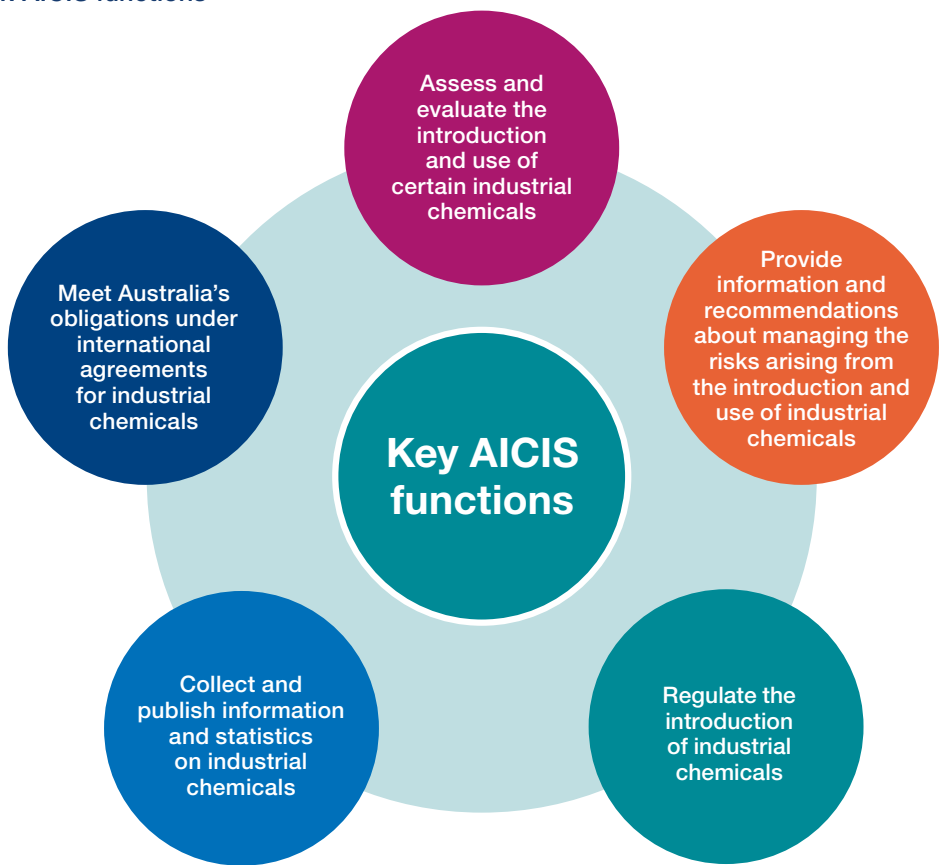 AICIS functions
Assess and
evaluate the
introduction
and use of
certain industrial
chemicals
Provide
information and
recommendations
about managing the
risks arising from
the introduction and
use of industrial
chemicals
Regulate the
introduction
of industrial
chemicals
Collect and
publish information
and statistics
on industrial
chemicals
Meet Australia’s
obligations under
international
agreements
for industrial
chemicals
Key AICIS
functions